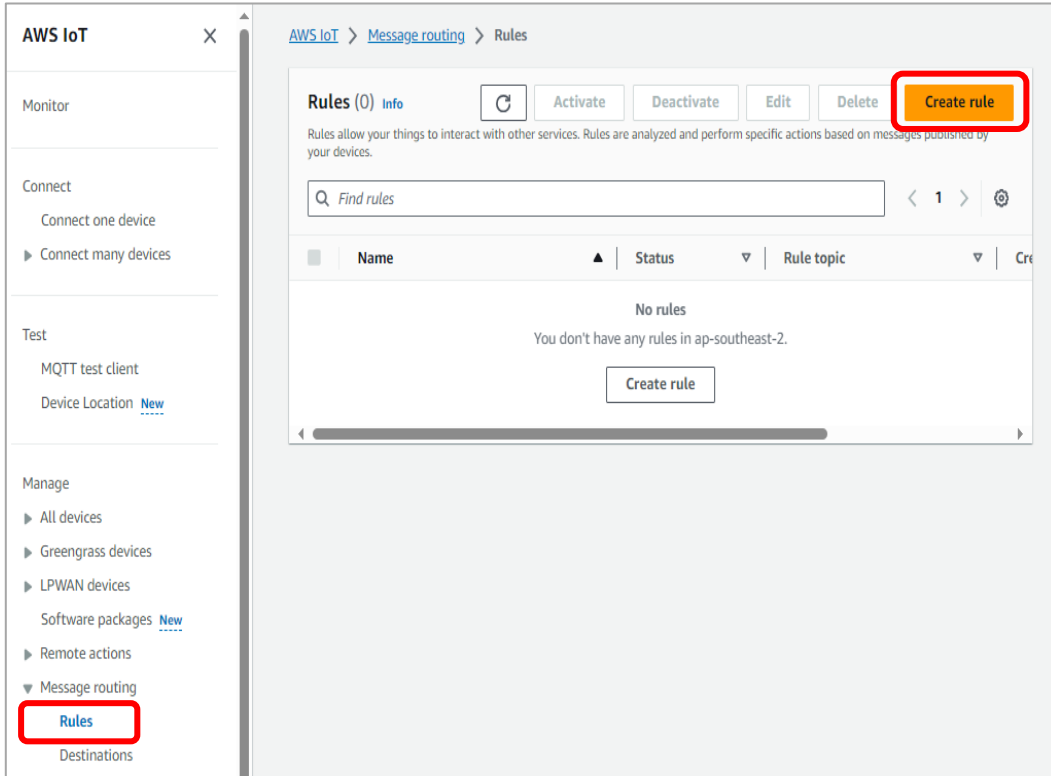 AWS IoT
Monitor
Connect
Connect one device
Connect many devices
Test
MQTT test client
Device Location New
Manage
All devices
Greengrass devices
LPWAN devices
Software packages New
Remote actions
Message routing
Rules
Destinations
AWS IoT > Message routing > Rules
Rules (0) Info
Activate
Deactivate
Edit
Delete
Create rule
Rules allow your things to interact with other services. Rules are analyzed and perform specific actions based on messages published by
your devices.
Find rules
1
Name
Status
Rule topic
Cre
No rules
You don't have any rules in ap-southeast-2.
Create rule